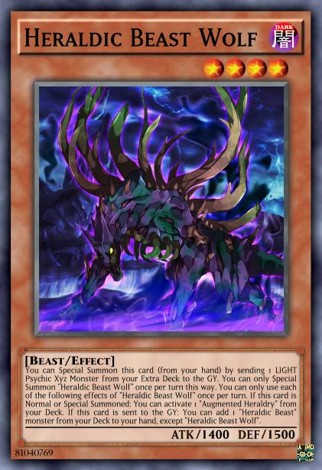 Heraldic Beast Wolf
DARK
闇
[Beast/Effect]
You can Special Summon this card (from your hand) by sending 1 LIGHT
Psychic Xyz Monster from your Extra Deck to the GY. You can only Special
Summon "Heraldic Beast Wolf" once per turn this way. You can only use each
of the following effects of "Heraldic Beast Wolf" once per turn. If this card is
Normal or Special Summoned: You can activate 1 "Augmented Heraldry" from
your Deck. If this card is sent to the GY: You can add 1 "Heraldic Beast"
monster from your Deck to your hand, except "Heraldic Beast Wolf".
ATK/1400 DEF/1500
81040769